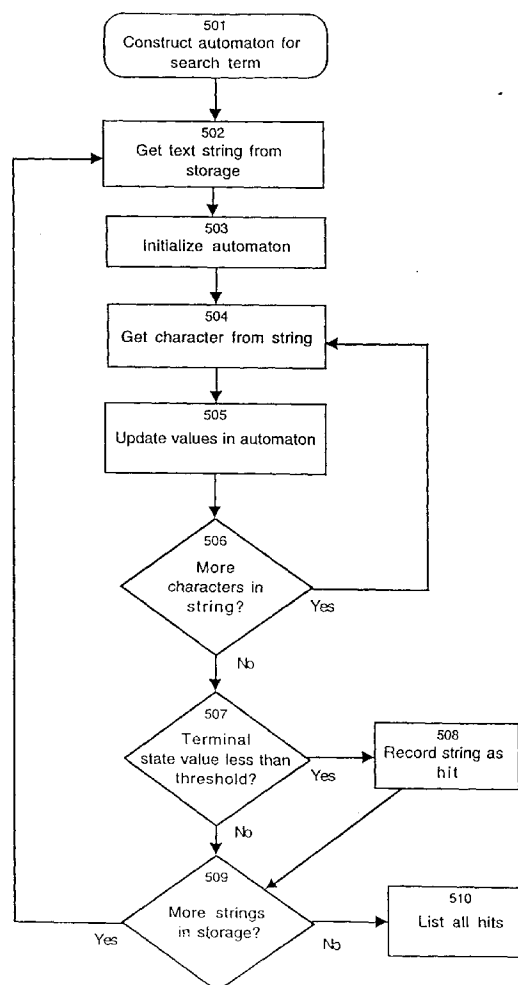 501
Construct automaton for
search term
502
Get text string from
storage
503
Initialize automaton
504
Get character from string
505
Update values in automaton
506
More
characters in
string?
Yes
No
507
Terminal
state value less than
threshold?
Yes
508
Record string as
hit
No
509
More strings
in storage?
Yes
No
510
List all hits